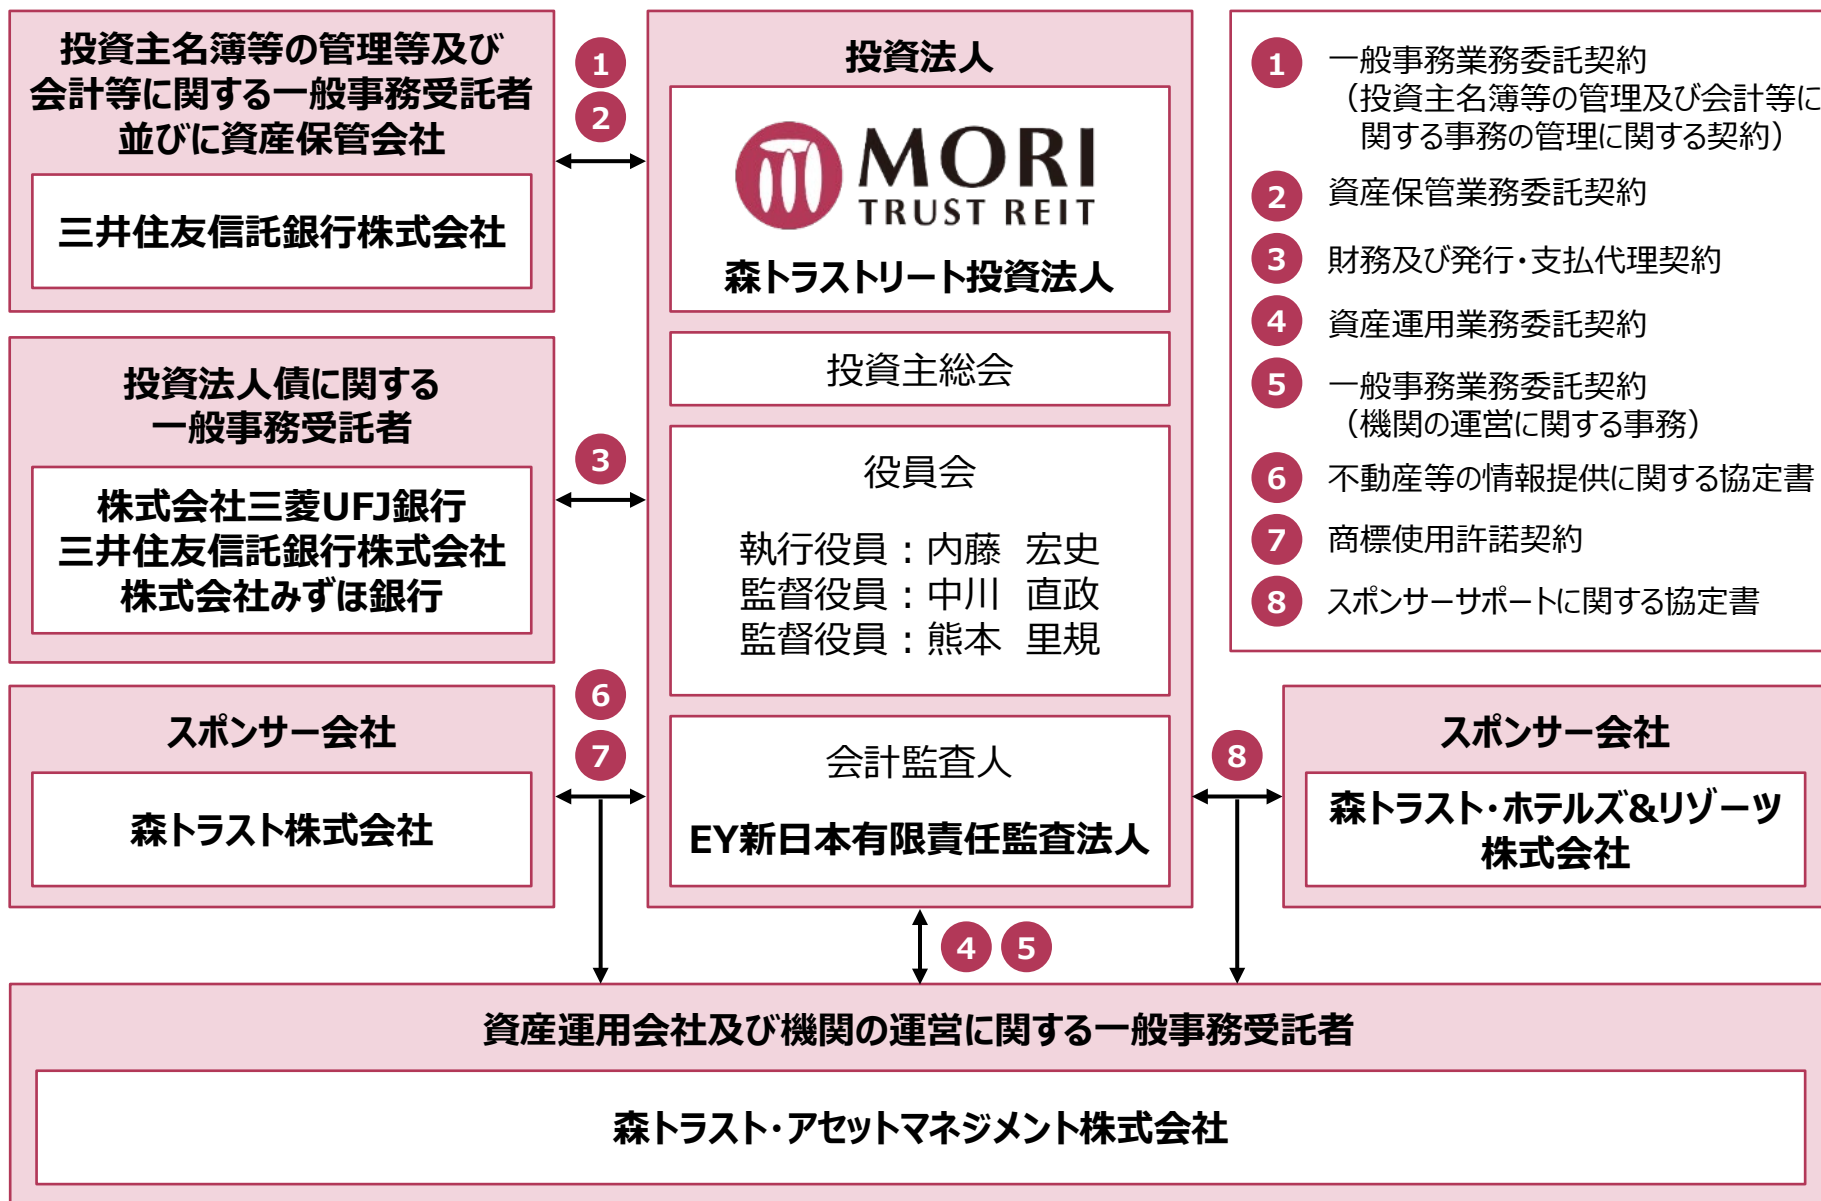 投資主名簿等の管理等及び
会計等に関する一般事務受託者
並びに資産保管会社
三井住友信託銀行株式会社
1
2
投資法人
MORI
TRUST REIT
森トラストリート投資法人
投資主総会
役員会
執行役員：内藤 宏史
監督役員：中川 直政
監督役員：熊本 里規
会計監査人
EY新日本有限責任監査法人
投資法人債に関する
一般事務受託者
株式会社三菱UFJ銀行
三井住友信託銀行株式会社
株式会社みずほ銀行
3
スポンサー会社
森トラスト株式会社
6
7
1 一般事務業務委託契約
（投資主名簿等の管理及び会計等に
関する事務の管理に関する契約）
2 資産保管業務委託契約
3 財務及び発行・支払代理契約
4 資産運用業務委託契約
5 一般事務業務委託契約
（機関の運営に関する事務）
6 不動産等の情報提供に関する協定書
7 商標使用許諾契約
8 スポンサーサポートに関する協定書
8
スポンサー会社
森トラスト・ホテルズ&リゾーツ
株式会社
4 5
資産運用会社及び機関の運営に関する一般事務受託者
森トラスト・アセットマネジメント株式会社